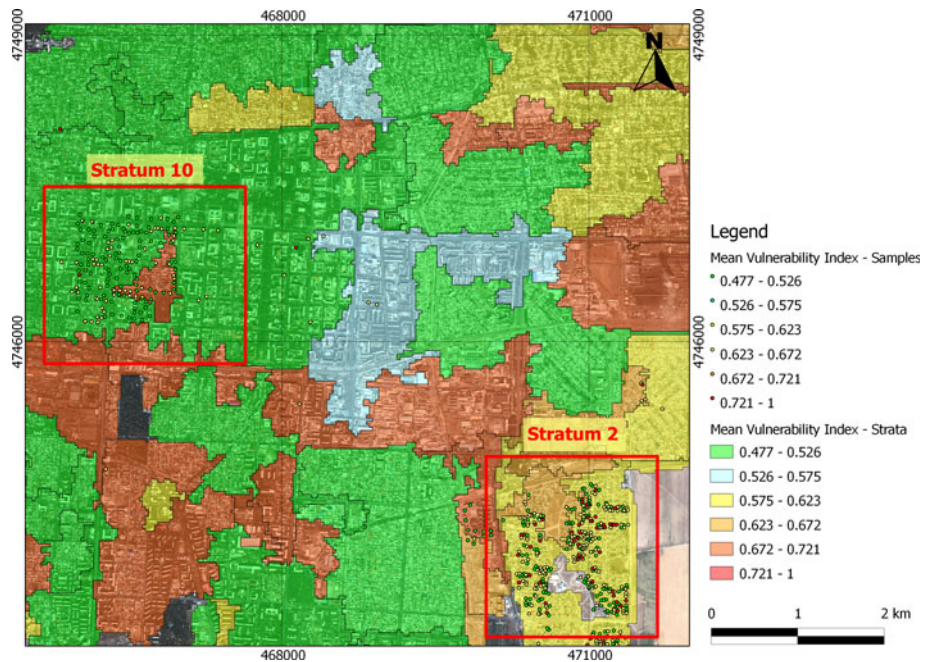 468000 471000
4749000 4749000
N
Stratum 10
4746000 4746000
Stratum 2
468000 471000
Legend
Mean Vulnerability Index - Samples
0.477 - 0.526
0.526 - 0.575
0.575 - 0.623
0.623 - 0.672
0.672 - 0.721
0.721 - 1
Mean Vulnerability Index - Strata
0.477 - 0.526
0.526 - 0.575
0.575 - 0.623
0.623 - 0.672
0.672 - 0.721
0.721 - 1
0 1 2 km